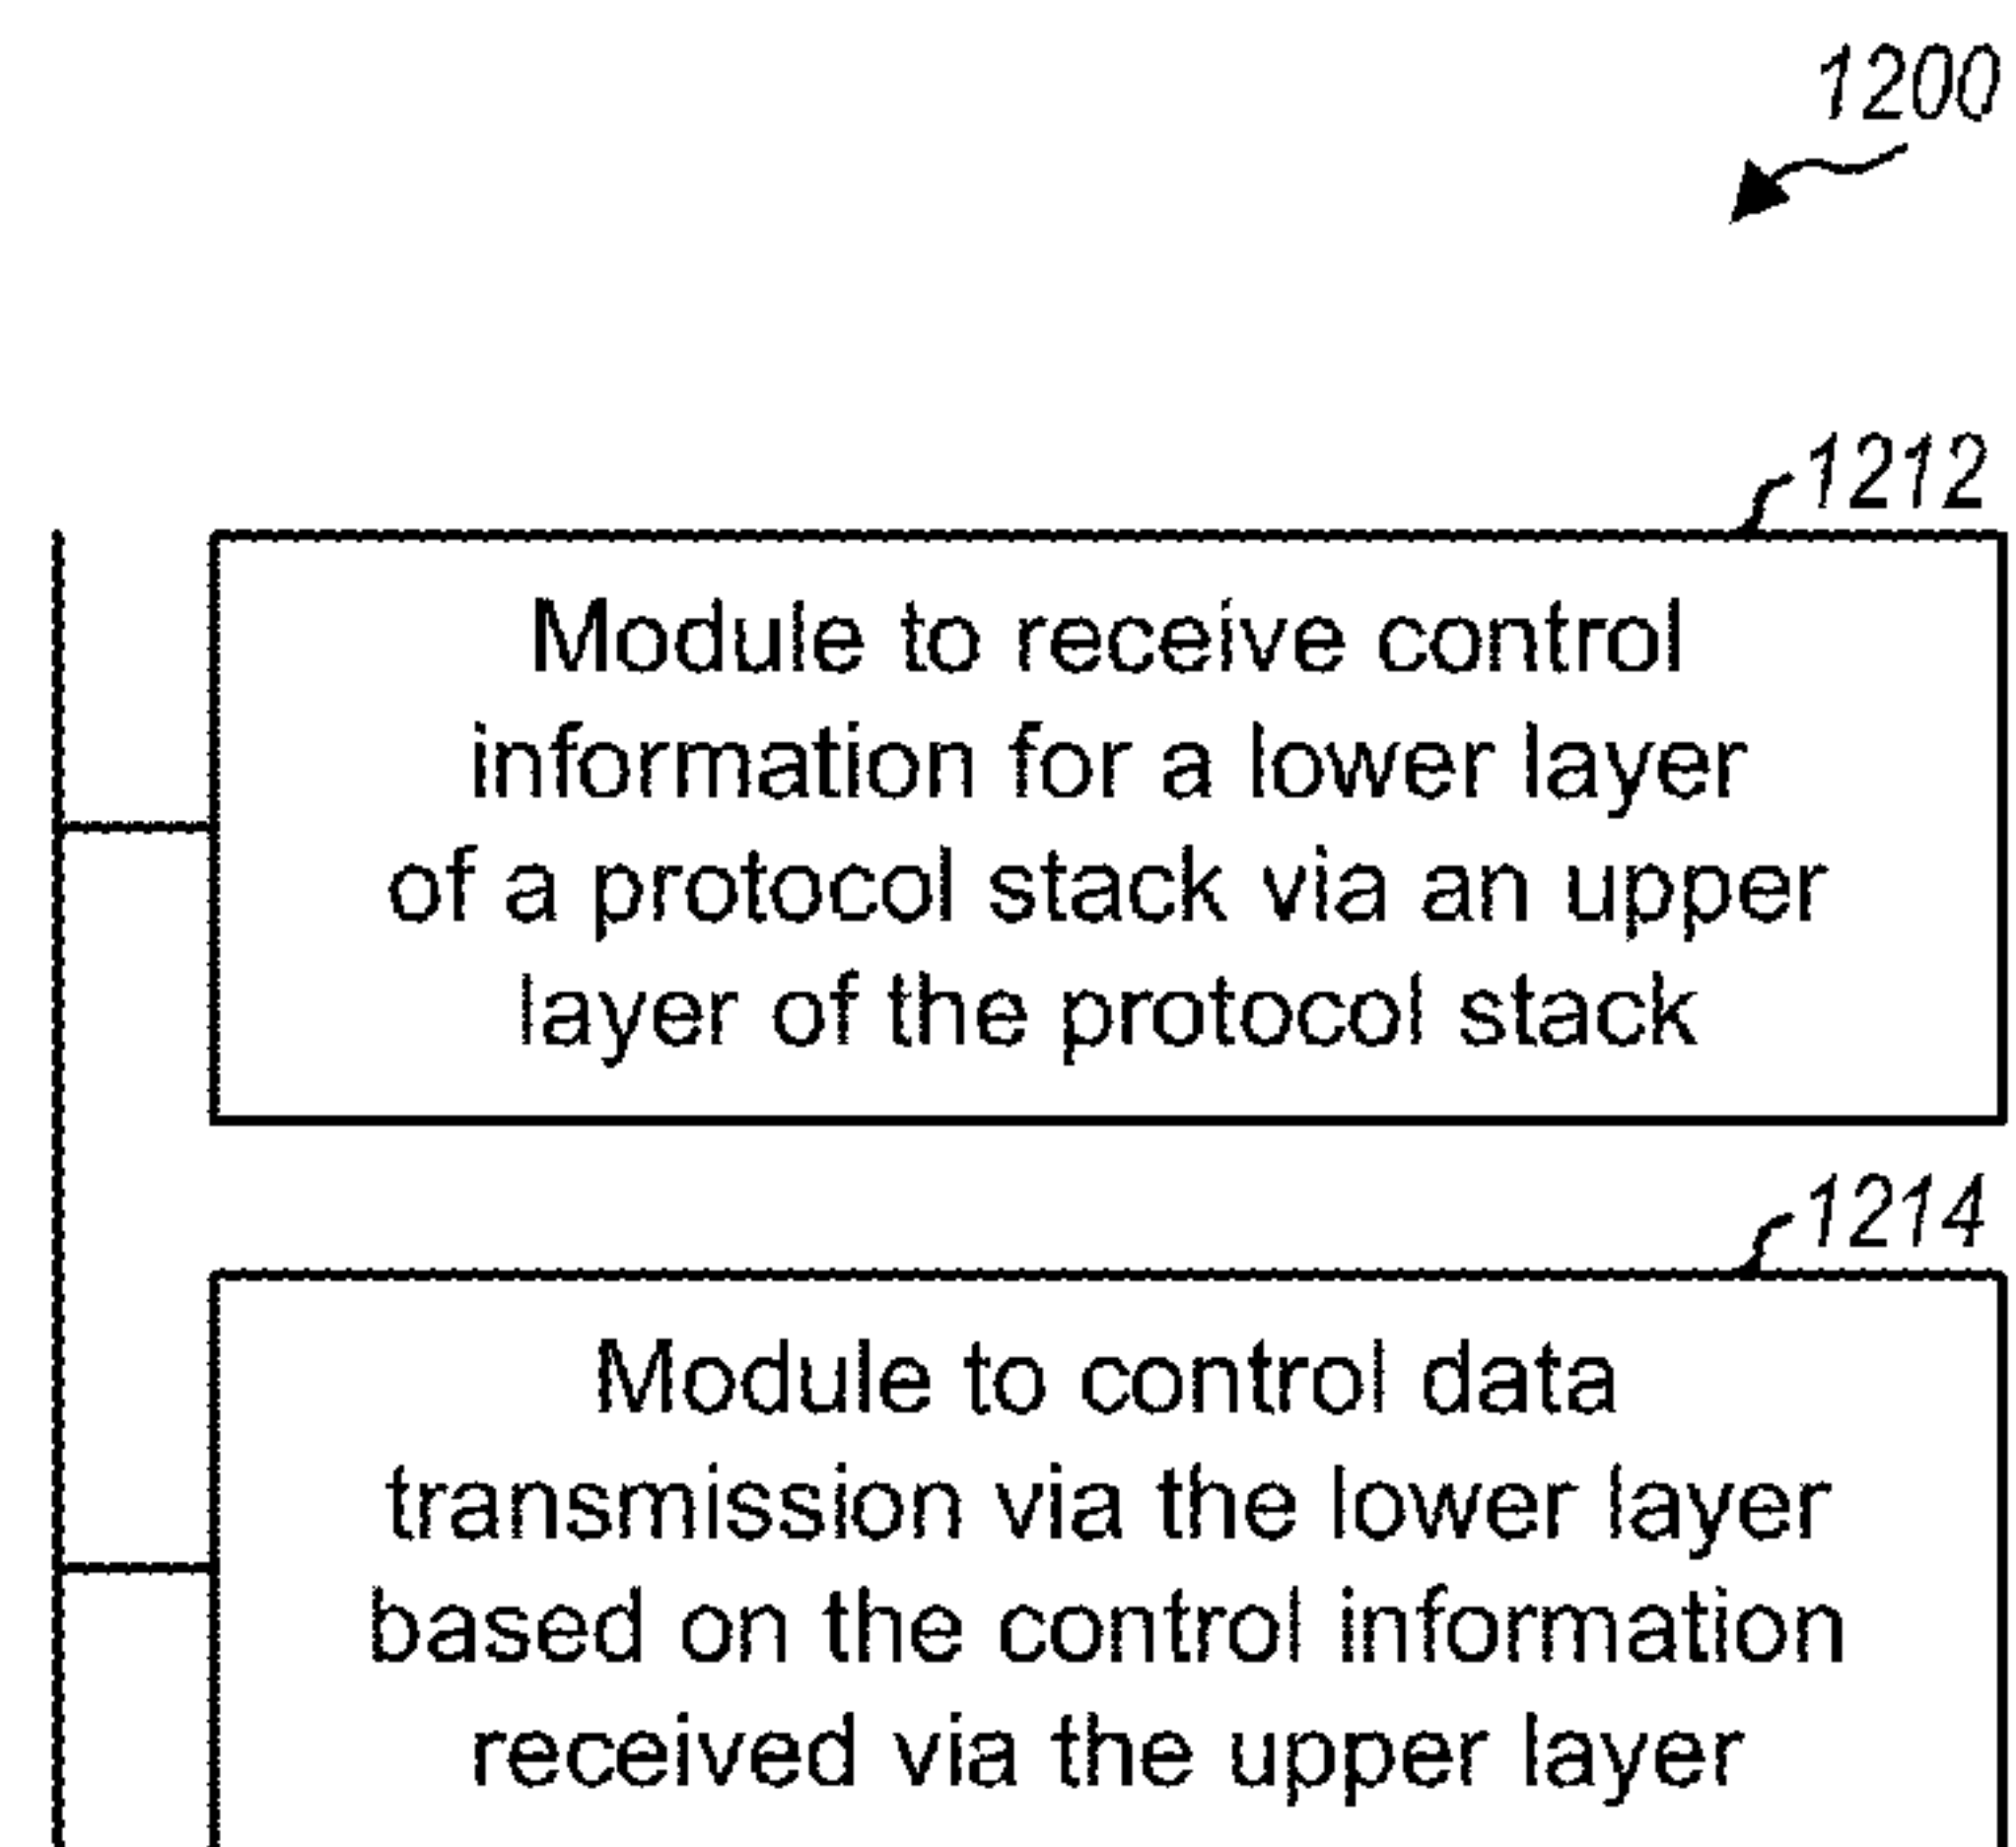 1200
1212
Module to receive control
information for a lower layer
of a protocol stack via an upper
layer of the protocol stack
1214
Module to control data
transmission via the lower layer
based on the control information
received via the upper layer